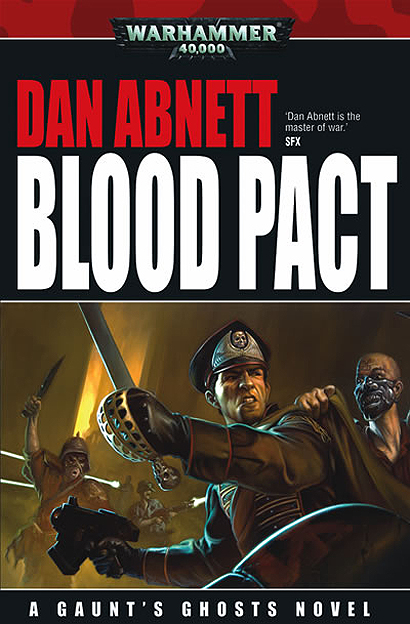 WARHAMMER
40,000
DAN ABNETT
'Dan Abnett is the
master of war.'
SFX
BLOOD PACT
A GAUNT'S GHOSTS NOVEL